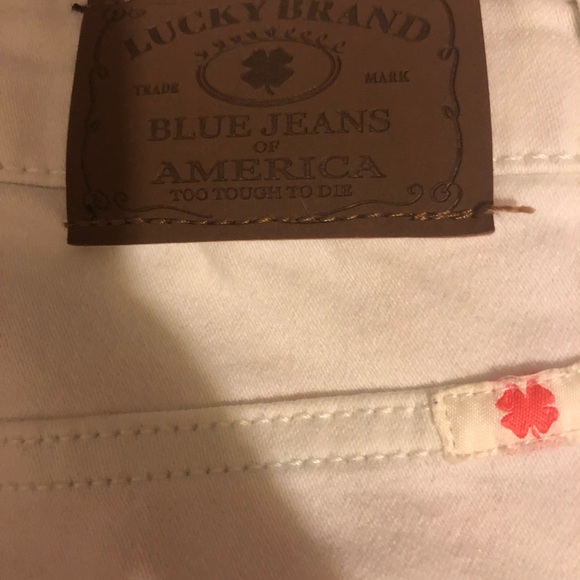 LUCKY BRAND
TRADE MARK
BLUE JEANS
OF
AMERICA
TOO TOUGH TO DIE